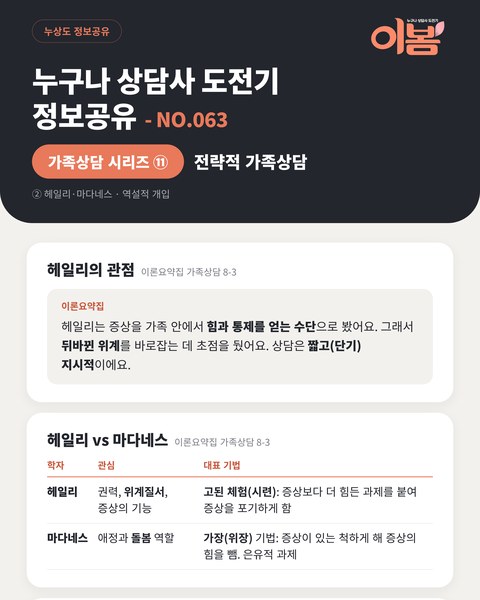 누상도 정보공유
누구나 상담사 도전기
이봄
누구나 상담사 도전기
정보공유 - NO.063
가족상담 시리즈 ⑪ 전략적 가족상담
② 헤일리·마다네스 · 역설적 개입
헤일리의 관점 이론요약집 가족상담 8-3
이론요약집
헤일리는 증상을 가족 안에서 힘과 통제를 얻는 수단으로 봤어요. 그래서
뒤바뀐 위계를 바로잡는 데 초점을 뒀어요. 상담은 짧고(단기)
지시적이에요.
헤일리 vs 마다네스 이론요약집 가족상담 8-3
학자 관심 대표 기법
헤일리 권력, 위계질서, 고된 체험(시련): 증상보다 더 힘든 과제를 붙여
증상의 기능 증상을 포기하게 함
마다네스 애정과 돌봄 역할 가장(위장) 기법: 증상이 있는 척하게 해 증상의
힘을 뺌. 은유적 과제